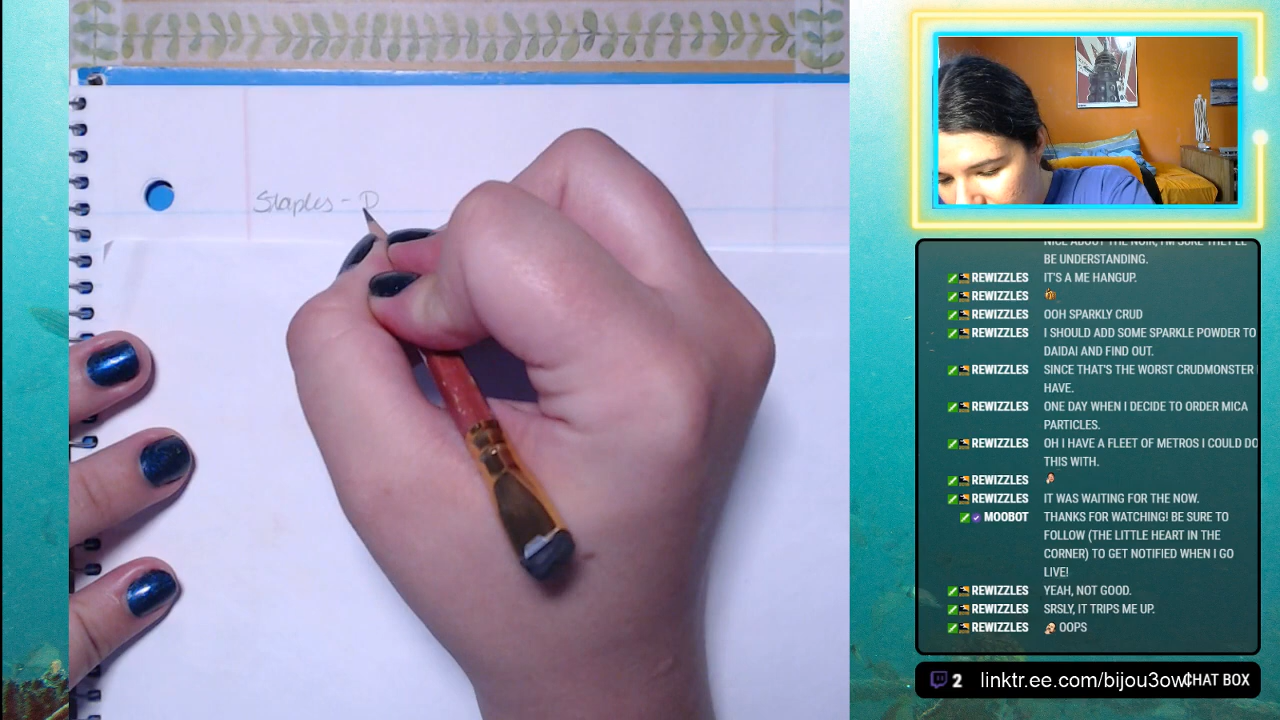 Staples - D
NICE ABOUT THE NOIR, I'M SURE THEY'LL
BE UNDERSTANDING.
REWIZZLES IT'S A ME HANGUP.
REWIZZLES
REWIZZLES OOH SPARKLY CRUD
REWIZZLES I SHOULD ADD SOME SPARKLE POWDER TO
DAIDAI AND FIND OUT.
REWIZZLES SINCE THAT'S THE WORST CRUDMONSTER I
HAVE.
REWIZZLES ONE DAY WHEN I DECIDE TO ORDER MICA
PARTICLES.
REWIZZLES OH I HAVE A FLEET OF METROS I COULD DO
THIS WITH.
REWIZZLES
REWIZZLES IT WAS WAITING FOR THE NOW.
MOOBOT THANKS FOR WATCHING! BE SURE TO
FOLLOW (THE LITTLE HEART IN THE
CORNER) TO GET NOTIFIED WHEN I GO
LIVE!
REWIZZLES YEAH, NOT GOOD.
REWIZZLES SRSLY, IT TRIPS ME UP.
REWIZZLES OOPS
2 linktr.ee.com/bijou3owl CHAT BOX